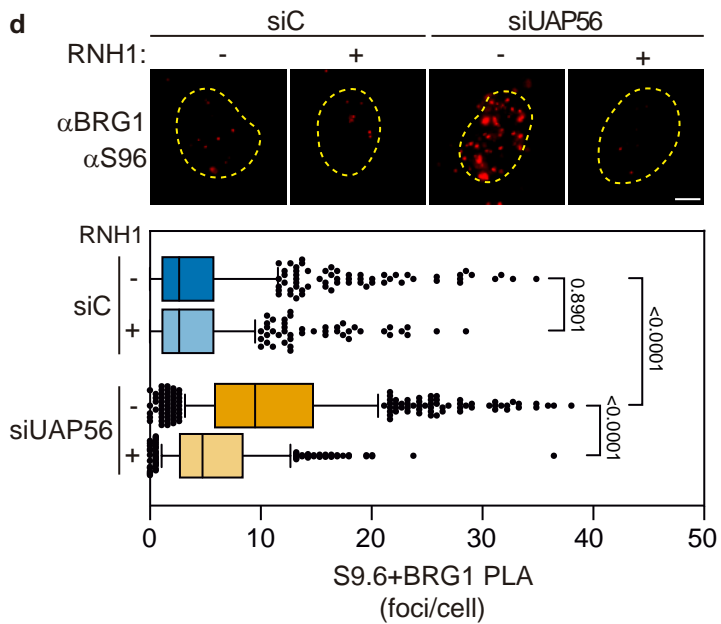 d
siC siUAP56
RNH1: - + - +
αBRG1
αS96
RNH1
siC
-
+
siUAP56
-
+
0.8901
<0.0001
<0.0001
0 10 20 30 40 50
S9.6+BRG1 PLA
(foci/cell)